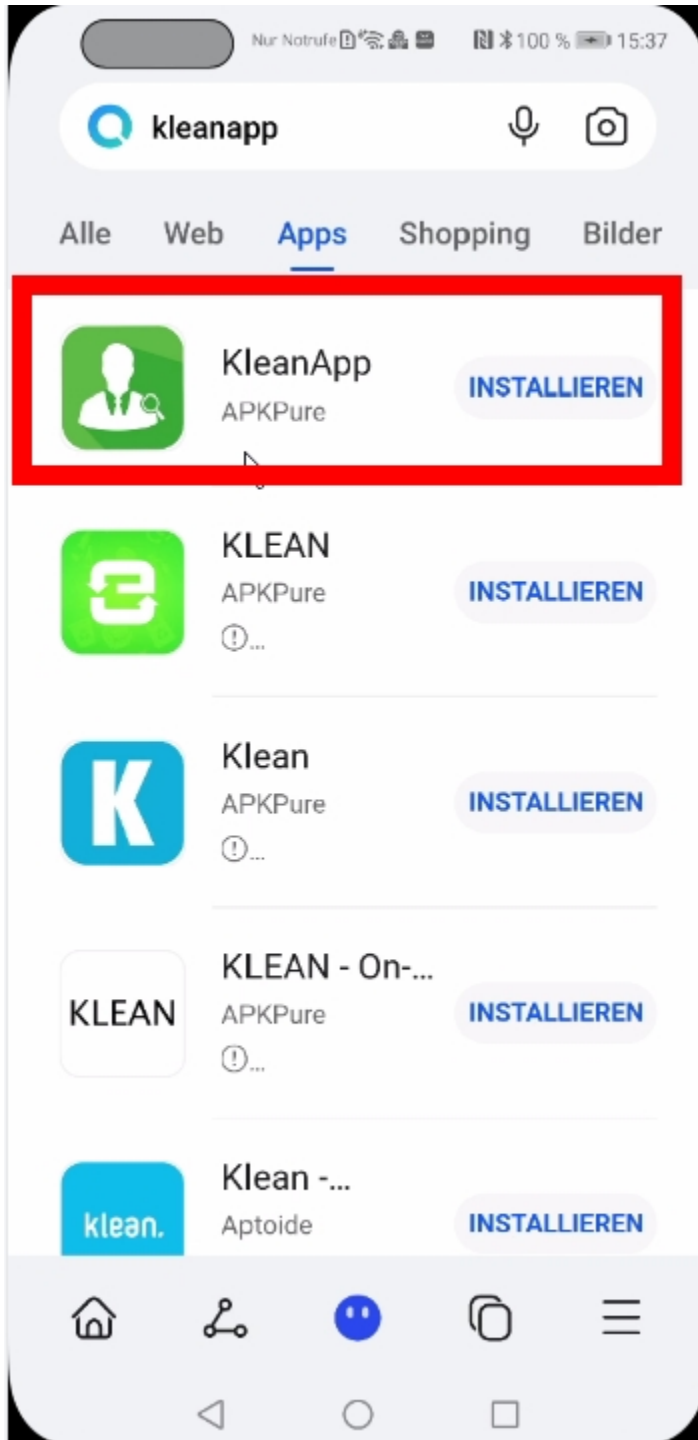 Nur Notrufe 100 % 15:37
kleanapp
Alle Web Apps Shopping Bilder
KleanApp
APKPure
INSTALLIEREN
KLEAN
APKPure
INSTALLIEREN
...
Klean
K
APKPure
INSTALLIEREN
...
KLEAN - On-...
KLEAN
APKPure
INSTALLIEREN
...
Klean -...
klean.
Aptoide
INSTALLIEREN